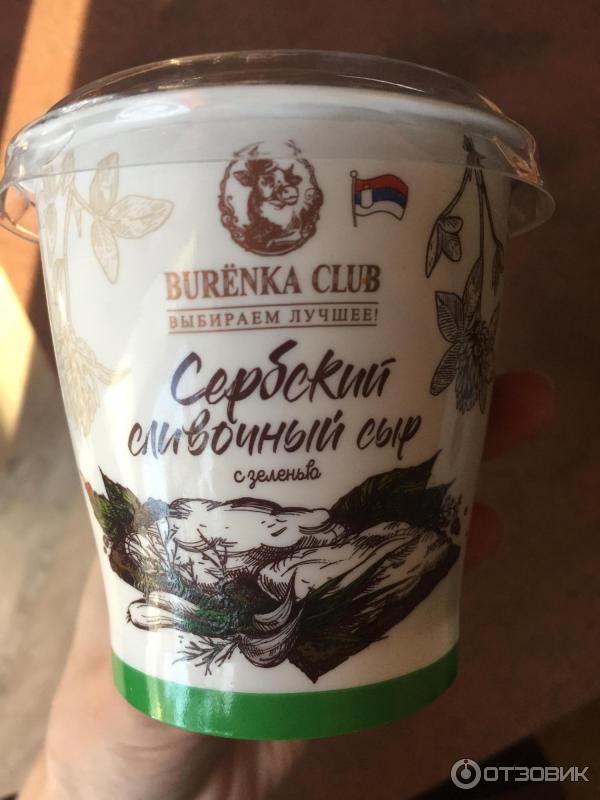 BURЁNKA CLUB
ВЫБИРАЕМ ЛУЧШЕЕ!
Сербский
сливочный сыр
с зеленью
ОТЗОВИК